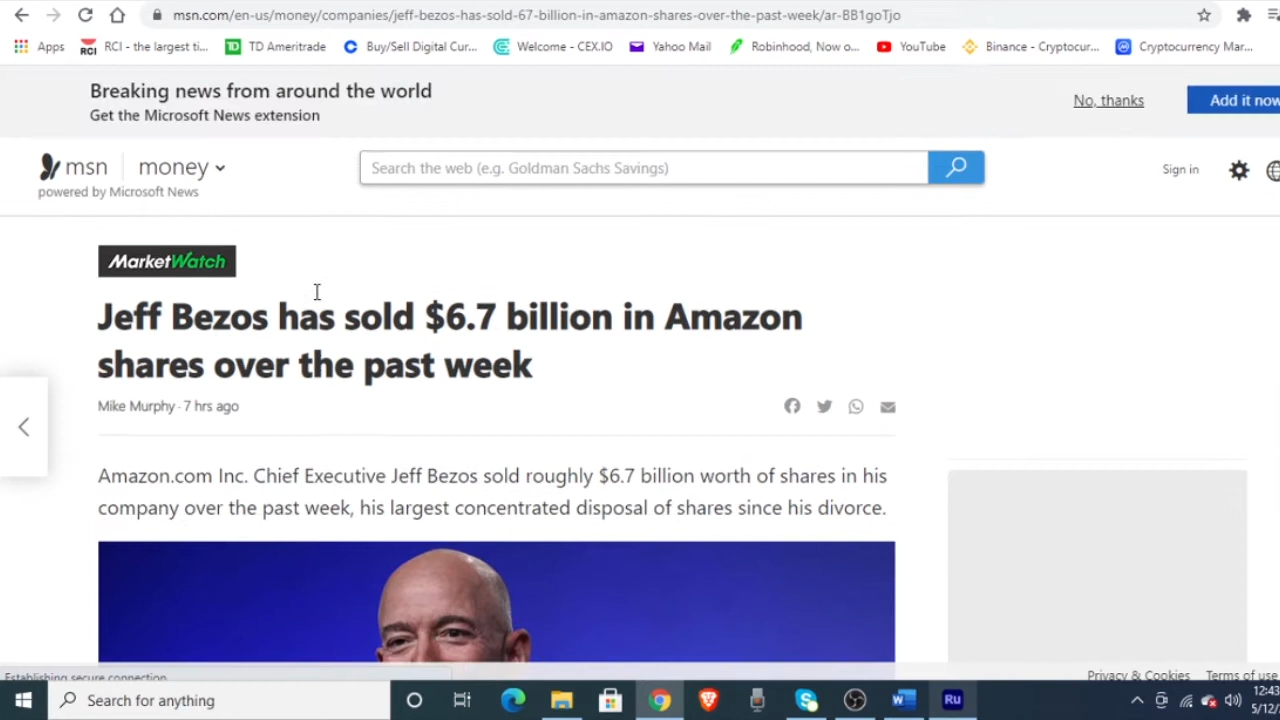 msn.com/en-us/money/companies/jeff-bezos-has-sold-67-billion-in-amazon-shares-over-the-past-week/ar-BB1goTjo
Apps RCI RCI - the largest ti... TD Ameritrade Buy/Sell Digital Cur... Welcome - CEX.IO Yahoo Mail Robinhood, Now o... YouTube Binance - Cryptocur... Cryptocurrency Mar...
Breaking news from around the world
Get the Microsoft News extension
No, thanks
Add it now
msn money
powered by Microsoft News
Search the web (e.g. Goldman Sachs Savings)
Sign in
MarketWatch
Jeff Bezos has sold $6.7 billion in Amazon
shares over the past week
Mike Murphy · 7 hrs ago
Amazon.com Inc. Chief Executive Jeff Bezos sold roughly $6.7 billion worth of shares in his
company over the past week, his largest concentrated disposal of shares since his divorce.
Establishing secure connection
Privacy & Cookies Terms of use
Search for anything
Ru
12:43
5/12/